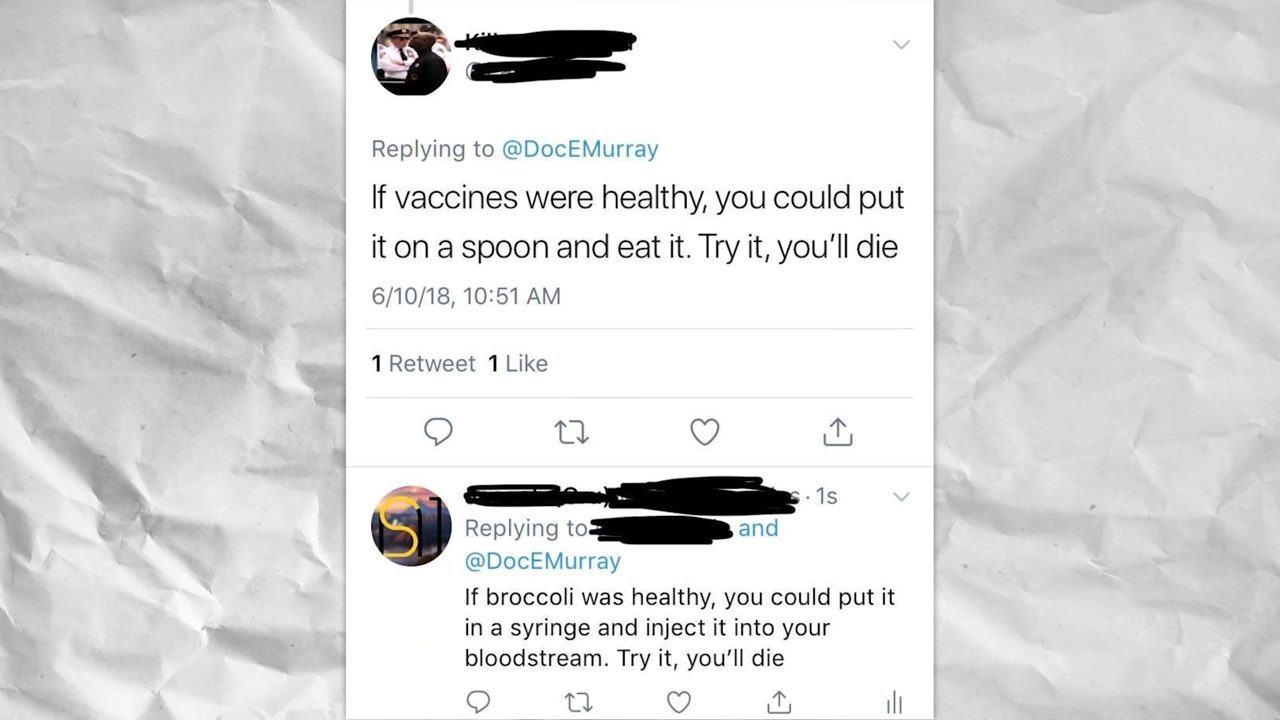 Replying to @DocEMurray
If vaccines were healthy, you could put
it on a spoon and eat it. Try it, you’ll die
6/10/18, 10:51 AM
1 Retweet 1 Like
· 1s
Replying to and
@DocEMurray
If broccoli was healthy, you could put it
in a syringe and inject it into your
bloodstream. Try it, you’ll die